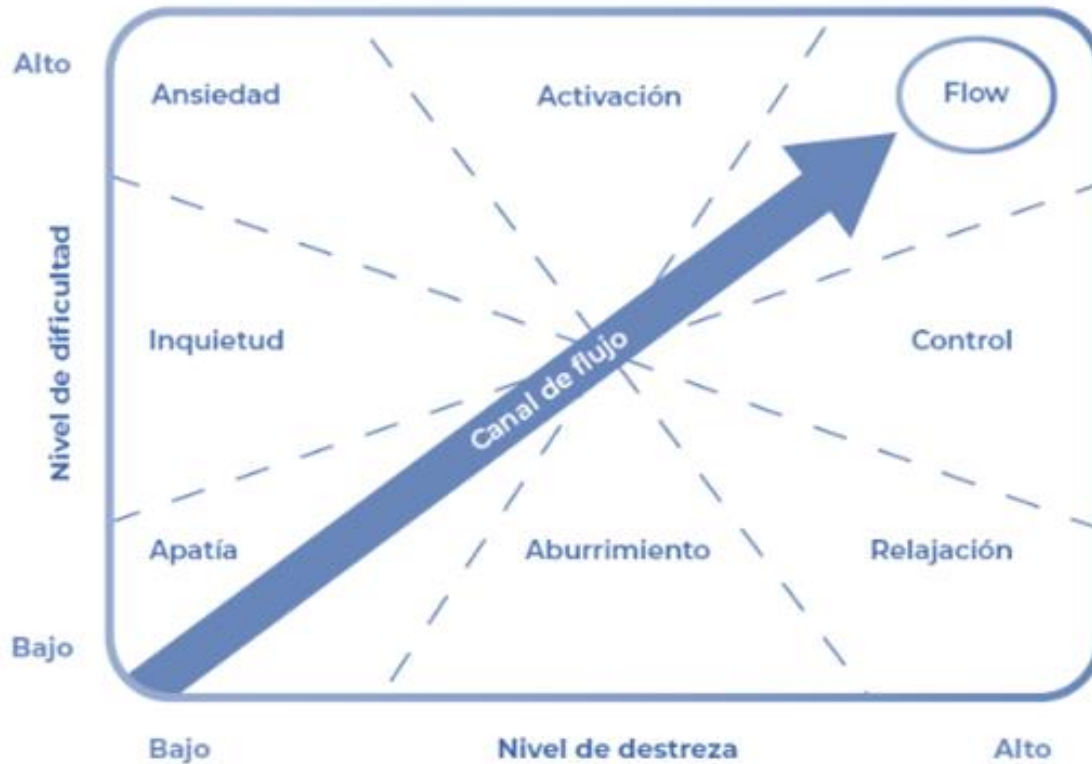 Alto
Ansiedad
Activación
Flow
Nivel de dificultad
Inquietud
Canal de flujo
Control
Apatía
Aburrimiento
Relajación
Bajo
Bajo
Nivel de destreza
Alto